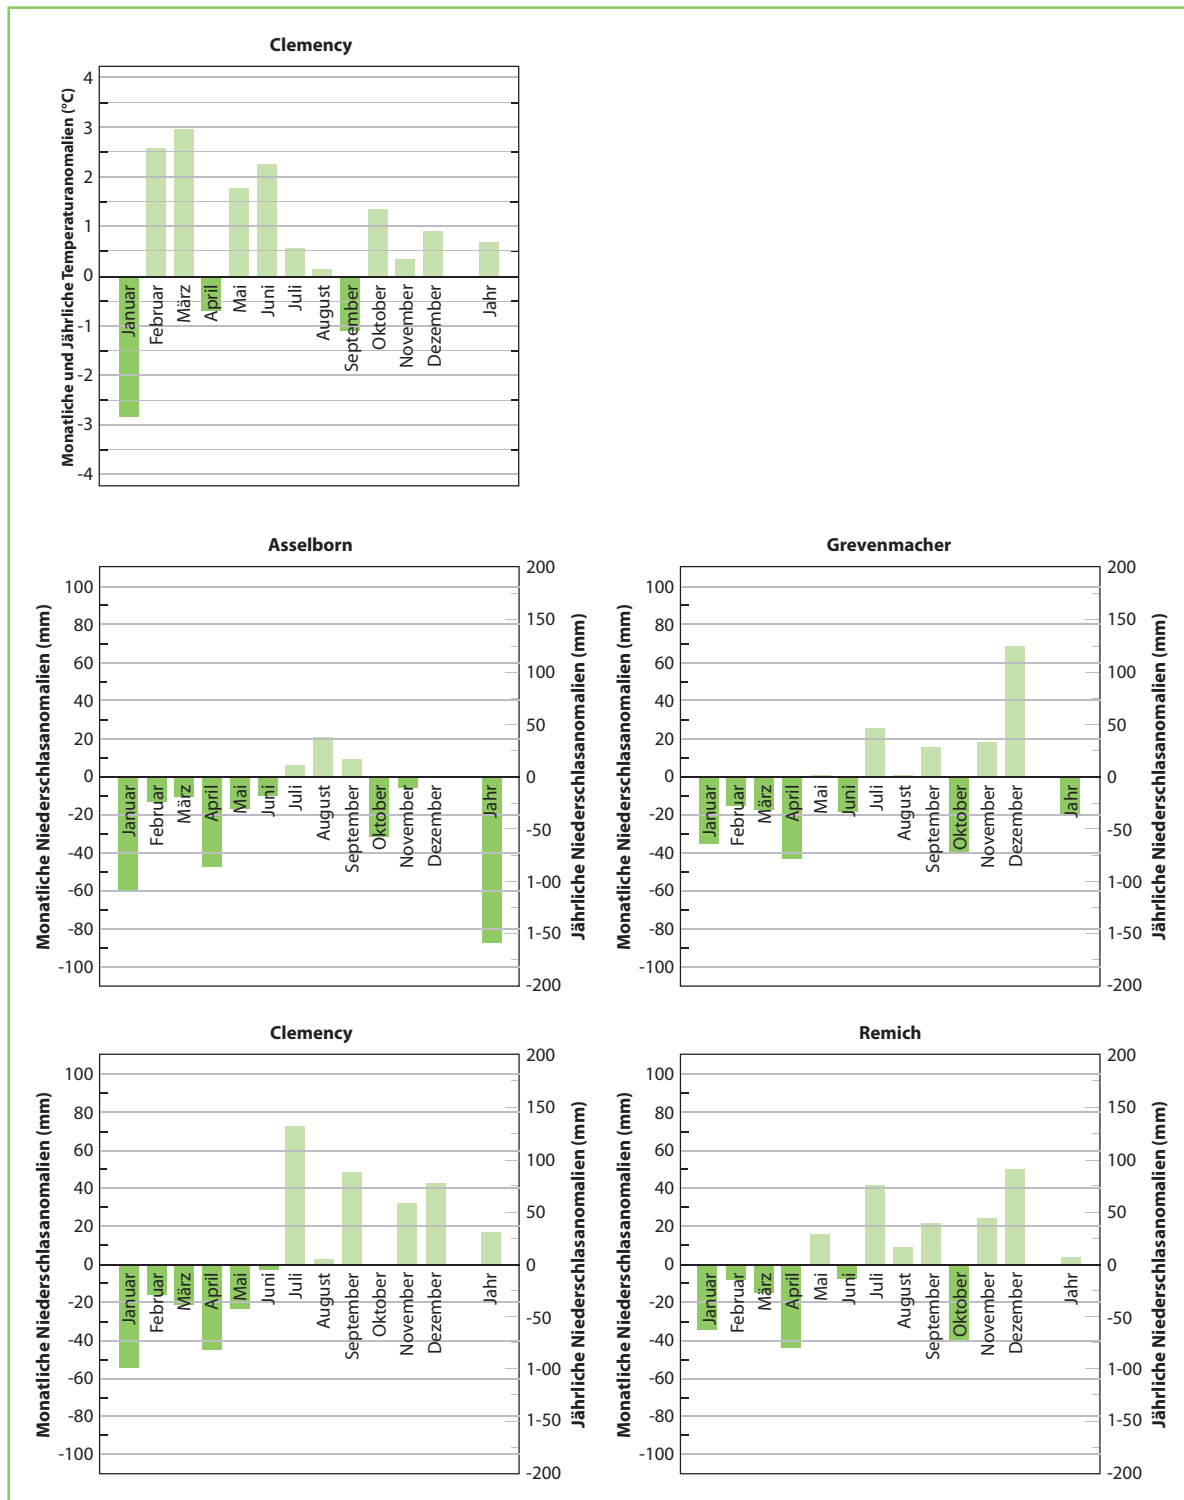 Clemency
Monatliche und Jährliche Temperaturanomalien (°C)
4
3
2
1
0
-1
-2
-3
-4
Januar
Februar
März
April
Mai
Juni
Juli
August
September
Oktober
November
Dezember
Jahr
Asselborn
Monatliche Niederschlasanomalien (mm)
100
80
60
40
20
0
-20
-40
-60
-80
-100
Januar
Februar
März
April
Mai
Juni
Juli
August
September
Oktober
November
Dezember
Jahr
200
150
100
50
0
-50
1-00
1-50
-200
Jährliche Niederschlasanomalien (mm)
Grevenmacher
Monatliche Niederschlasanomalien (mm)
100
80
60
40
20
0
-20
-40
-60
-80
-100
Januar
Februar
März
April
Mai
Juni
Juli
August
September
Oktober
November
Dezember
Jahr
200
150
100
50
0
-50
1-00
1-50
-200
Jährliche Niederschlasanomalien (mm)
Clemency
Monatliche Niederschlasanomalien (mm)
100
80
60
40
20
0
-20
-40
-60
-80
-100
Januar
Februar
März
April
Mai
Juni
Juli
August
September
Oktober
November
Dezember
Jahr
200
150
100
50
0
-50
1-00
1-50
-200
Jährliche Niederschlasanomalien (mm)
Remich
Monatliche Niederschlasanomalien (mm)
100
80
60
40
20
0
-20
-40
-60
-80
-100
Januar
Februar
März
April
Mai
Juni
Juli
August
September
Oktober
November
Dezember
Jahr
200
150
100
50
0
-50
1-00
1-50
-200
Jährliche Niederschlasanomalien (mm)